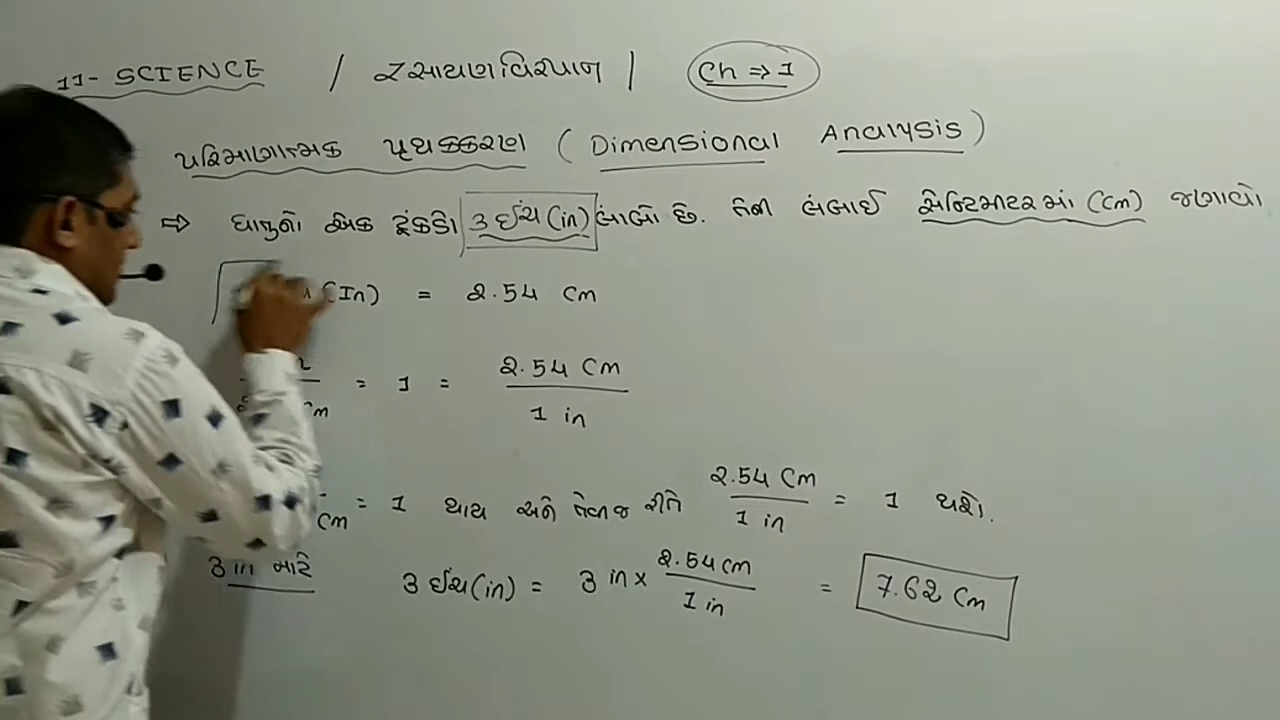 11- SCIENCE / રસાયણવિજ્ઞાન | Ch ⇒ 1
પરિમાણાત્મક પૃથક્કરણ ( Dimensional Analysis )
⇒ ધાતુનો એક ટૂકડો 3 ઈંચ (in) લાંબો છે. તેની લંબાઈ સેન્ટિમીટરમાં (cm) જણાવો
(In) = 2.54 cm
= 1 = 2.54 cm / 1 in
cm = 1 થાય અને તેવી જ રીતે 2.54 cm / 1 in = 1 થશે.
3 in માટે 3 ઈંચ (in) = 3 in x 2.54 cm / 1 in = 7.62 cm